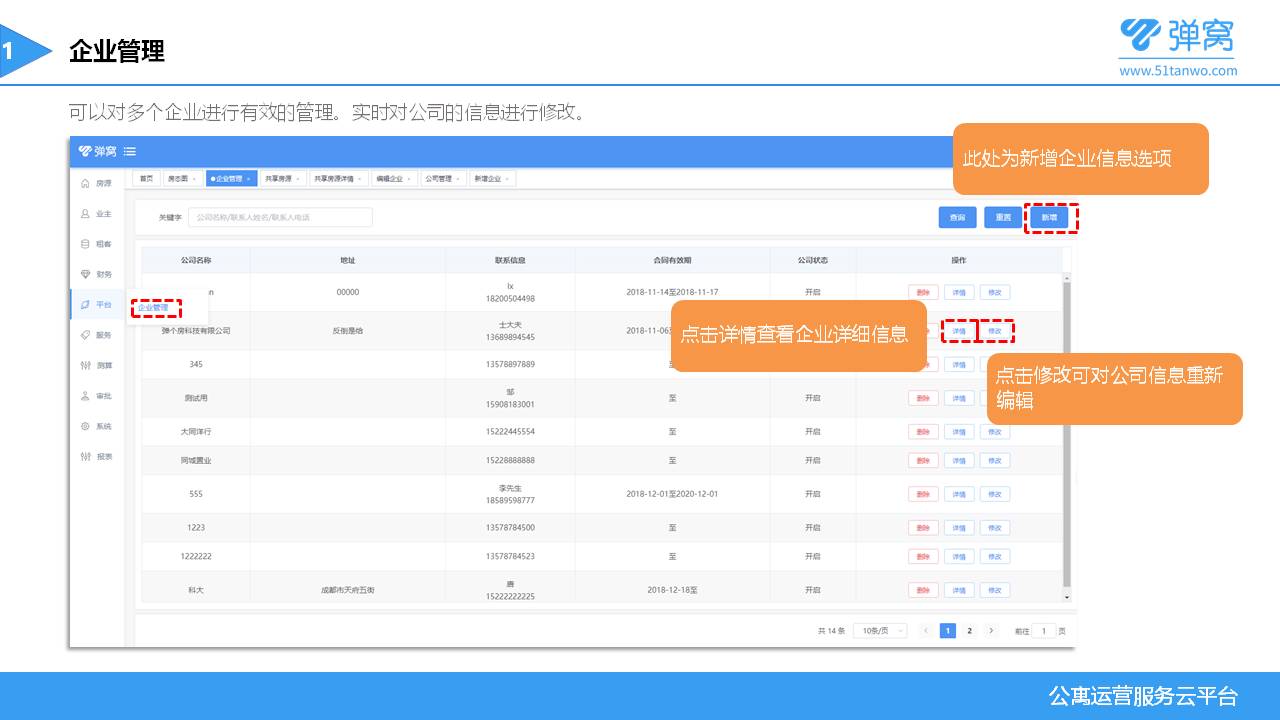 1
企业管理
弹窝
www.51tanwo.com
可以对多个企业进行有效的管理。实时对公司的信息进行修改。
弹窝
此处为新增企业信息选项
首页 房态图 企业管理 共享房源 共享房源详情 编辑企业 公司管理 新增企业
房源
业主
租客
财务
平台
服务
测算
审批
系统
报表
企业管理
关键字 公司名称/联系人姓名/联系人电话 查询 重置 新增
公司名称 地址 联系信息 合同有效期 公司状态 操作
00000 lx 18200504498 2018-11-14至2018-11-17 开启 删除 详情 修改
弹个房科技有限公司 反倒是给 士大夫 13689894545 2018-11-06 详情 修改
点击详情查看企业详细信息
点击修改可对公司信息重新
编辑
345 13578897889 详情
测试用 邹 15908183001 至 开启 删除 详情
大同洋行 15222445554 至 开启 删除 详情 修改
同城置业 15228888888 至 开启 删除 详情 修改
555 李先生 18589598777 2018-12-01至2020-12-01 开启 删除 详情 修改
1223 13578784500 至 开启 删除 详情 修改
1222222 13578784523 至 开启 删除 详情 修改
科大 成都市天府五街 唐 15222222225 2018-12-18至 开启 删除 详情 修改
共 14 条 10条/页 1 2 前往 1 页
公寓运营服务云平台